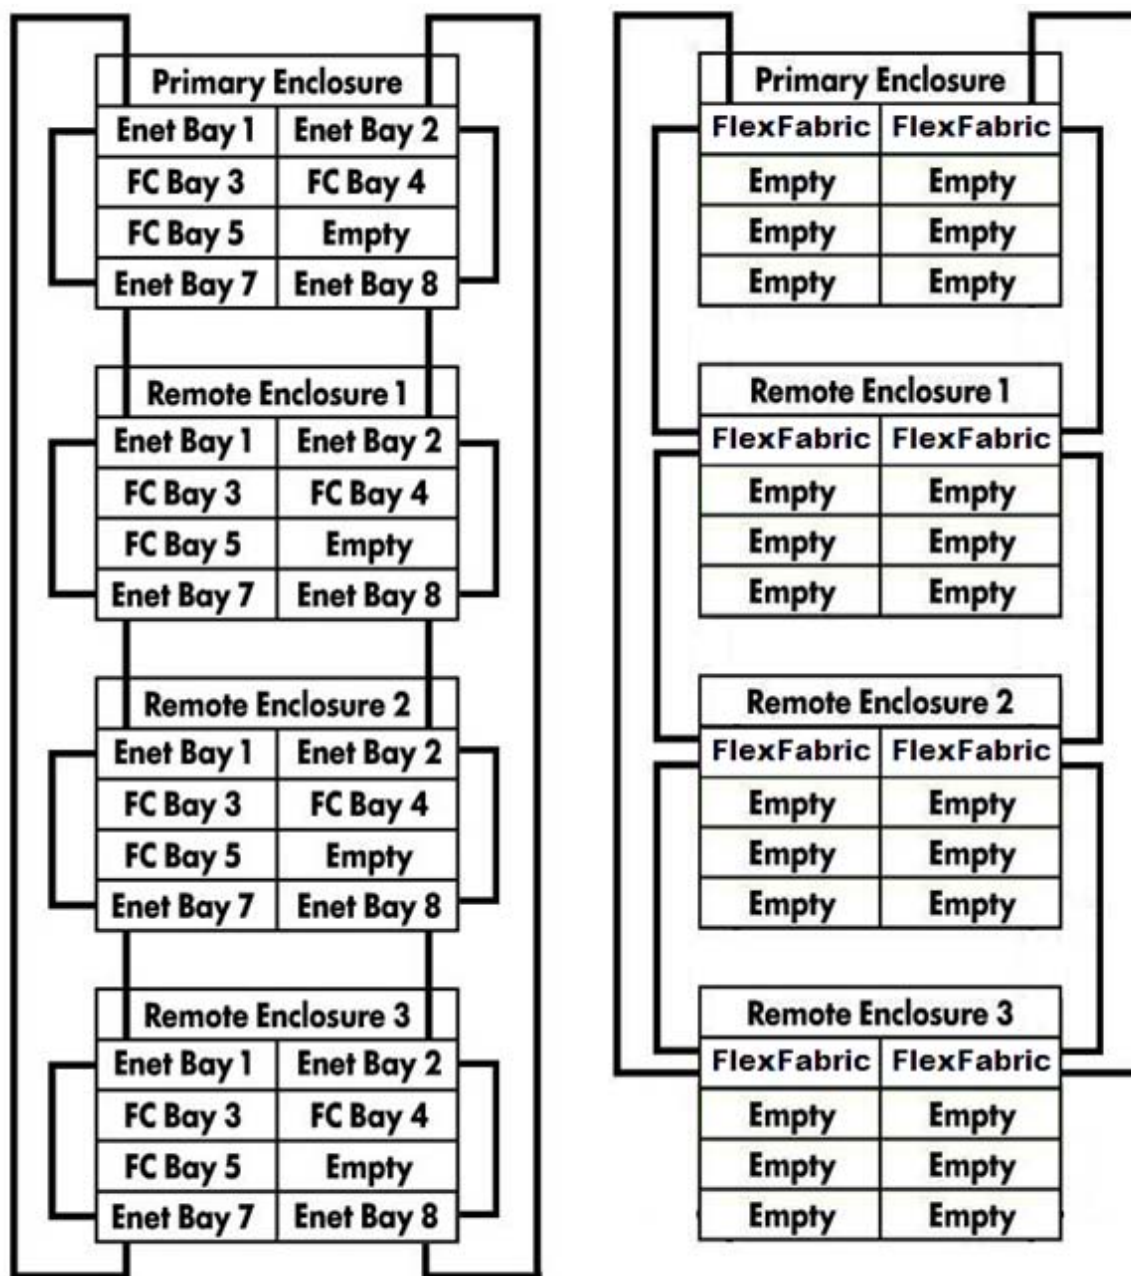 Primary Enclosure
Enet Bay 1 Enet Bay 2
FC Bay 3 FC Bay 4
FC Bay 5 Empty
Enet Bay 7 Enet Bay 8
Remote Enclosure 1
Enet Bay 1 Enet Bay 2
FC Bay 3 FC Bay 4
FC Bay 5 Empty
Enet Bay 7 Enet Bay 8
Remote Enclosure 2
Enet Bay 1 Enet Bay 2
FC Bay 3 FC Bay 4
FC Bay 5 Empty
Enet Bay 7 Enet Bay 8
Remote Enclosure 3
Enet Bay 1 Enet Bay 2
FC Bay 3 FC Bay 4
FC Bay 5 Empty
Enet Bay 7 Enet Bay 8
Primary Enclosure
FlexFabric FlexFabric
Empty Empty
Empty Empty
Empty Empty
Remote Enclosure 1
FlexFabric FlexFabric
Empty Empty
Empty Empty
Empty Empty
Remote Enclosure 2
FlexFabric FlexFabric
Empty Empty
Empty Empty
Empty Empty
Remote Enclosure 3
FlexFabric FlexFabric
Empty Empty
Empty Empty
Empty Empty